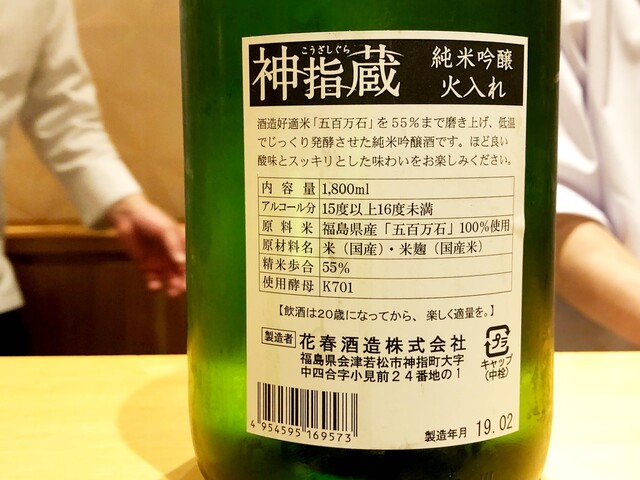 こうざしぐら
神指蔵
純米吟醸
火入れ
酒造好適米「五百万石」を55%まで磨き上げ、低温
でじっくり発酵させた純米吟醸酒です。ほど良い
酸味とスッキリとした味わいをお楽しみください。
内容量 1,800ml
アルコール分 15度以上16度未満
原料米 福島県産「五百万石」100%使用
原材料名 米（国産）・米麹（国産米）
精米歩合 55%
使用酵母 K701
【飲酒は20歳になってから、楽しく適量を。】
製造者 花春酒造株式会社
福島県会津若松市神指町大字
中四合字小見前24番地の1
プラ
キャップ
（中栓）
4 954595 169573
製造年月 19.02